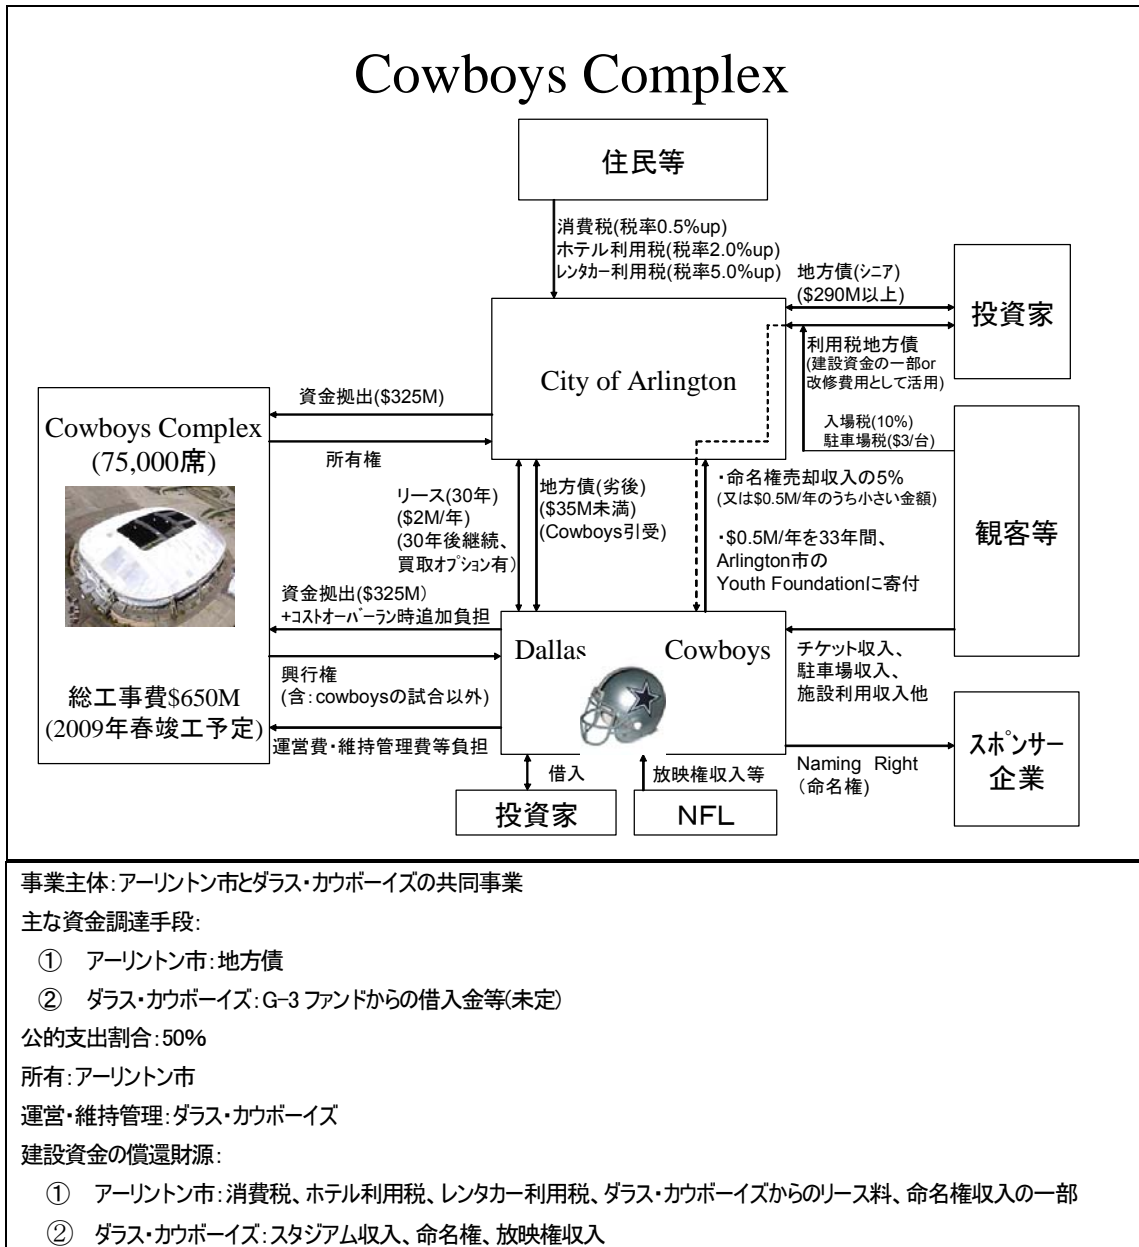 Cowboys Complex
住民等
消費税(税率0.5%up)
ホテル利用税(税率2.0%up)
レンタカー利用税(税率5.0%up)
地方債(シニア)
($290M以上)
投資家
利用税地方債
(建設資金の一部or
改修費用として活用)
City of Arlington
資金拠出($325M)
所有権
Cowboys Complex
(75,000席)
入場税(10%)
駐車場税($3/台)
リース(30年)
($2M/年)
(30年後継続、
買取オプション有)
地方債(劣後)
($35M未満)
(Cowboys引受)
・命名権売却収入の5%
(又は$0.5M/年のうち小さい金額)
・$0.5M/年を33年間、
Arlington市の
Youth Foundationに寄付
観客等
資金拠出($325M)
+コストオーバーラン時追加負担
Dallas Cowboys
チケット収入、
駐車場収入、
施設利用収入他
興行権
(含:cowboysの試合以外)
総工事費$650M
(2009年春竣工予定)
運営費・維持管理費等負担
借入
放映権収入等
Naming Right
(命名権)
スポンサー
企業
投資家
NFL
事業主体:アーリントン市とダラス・カウボーイズの共同事業
主な資金調達手段:
① アーリントン市:地方債
② ダラス・カウボーイズ:G-3 ファンドからの借入金等(未定)
公的支出割合:50%
所有:アーリントン市
運営・維持管理:ダラス・カウボーイズ
建設資金の償還財源:
① アーリントン市:消費税、ホテル利用税、レンタカー利用税、ダラス・カウボーイズからのリース料、命名権収入の一部
② ダラス・カウボーイズ:スタジアム収入、命名権、放映権収入